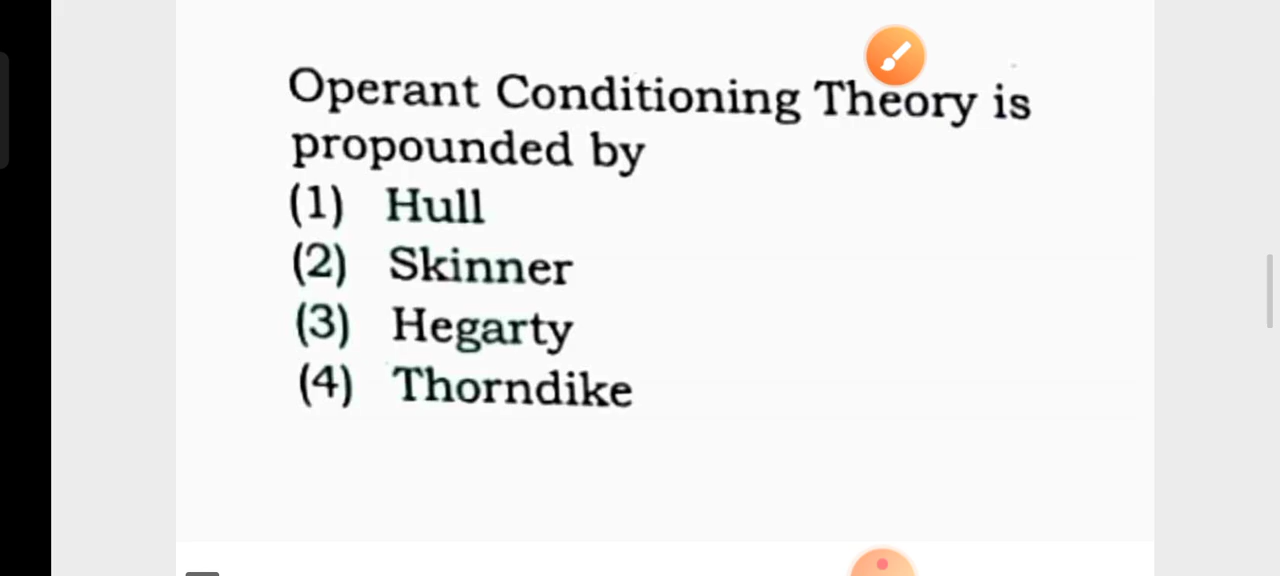 Operant Conditioning Theory is
propounded by
(1) Hull
(2) Skinner
(3) Hegarty
(4) Thorndike